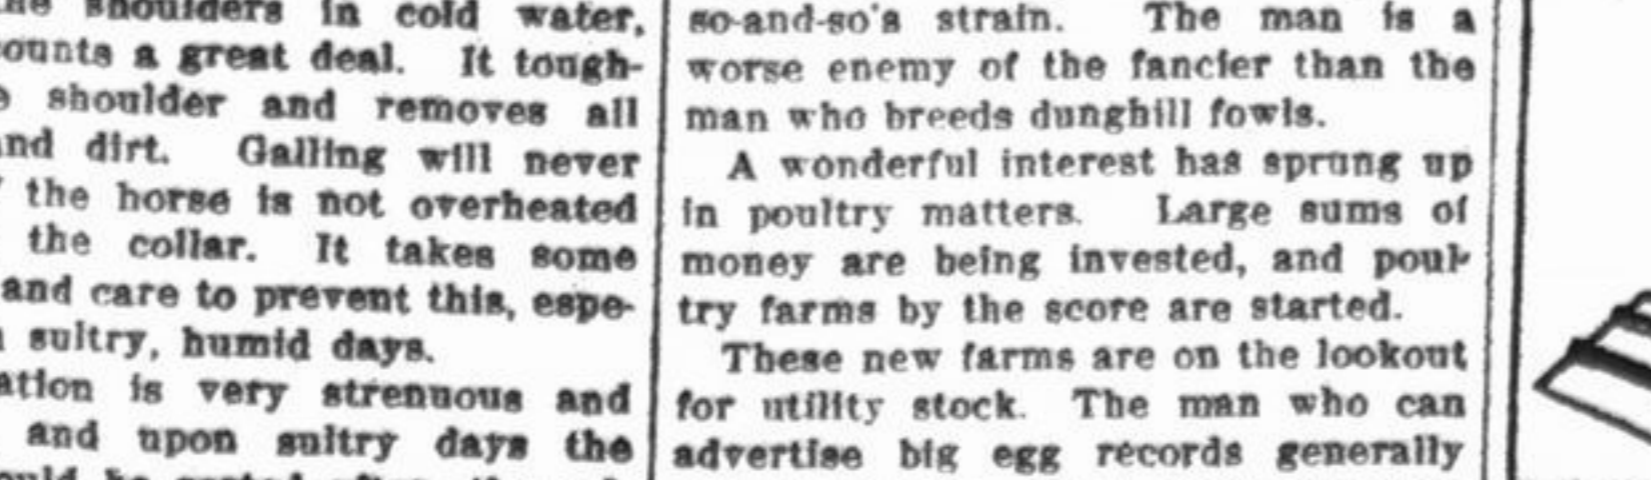 shoulders in cold water,
ounts a great deal. It tough-
shoulder and removes all
nd dirt. Galling will never
the horse is not overheated
the collar. It takes some
and care to prevent this, espe-
sultry, humid days.
ation is very strenuous and
and upon sultry days the
so-and-so's strain. The man is a
worse enemy of the fancier than the
man who breeds dunghill fowls.
A wonderful interest has sprung up
in poultry matters. Large sums of
money are being invested, and poul-
try farms by the score are started.
These new farms are on the lookout
for utility stock. The man who can
advertise big egg records generally